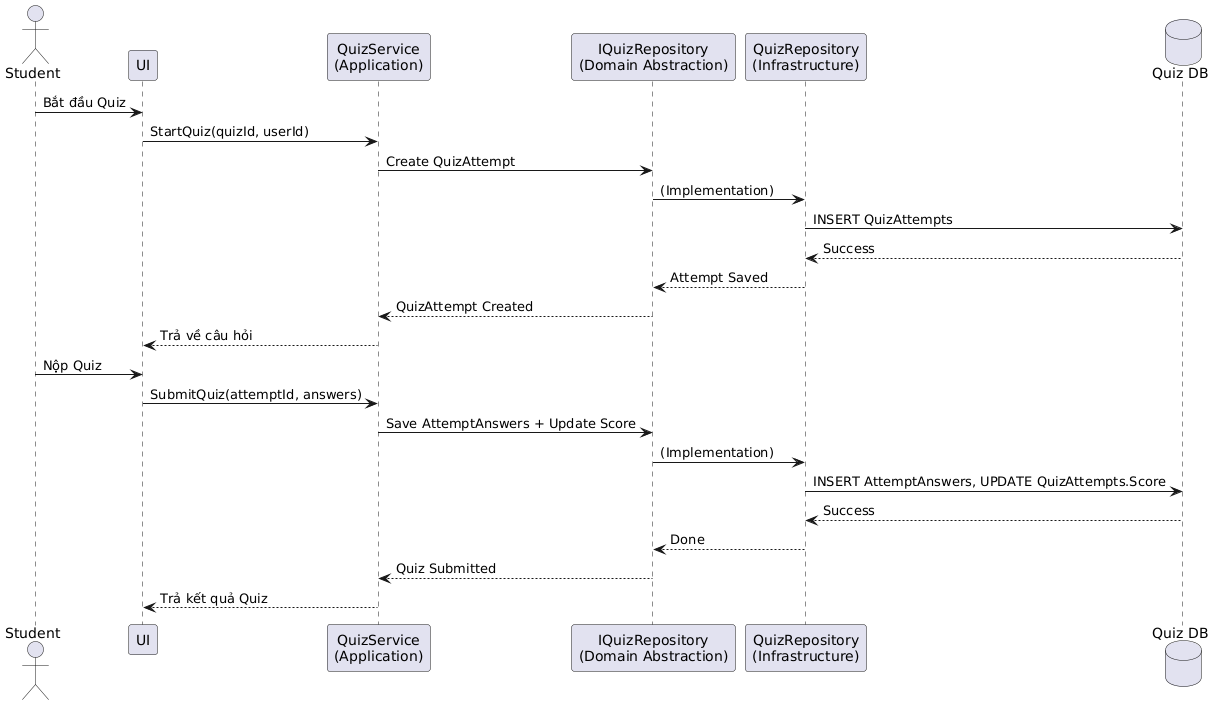 Student
UI
QuizService
(Application)
IQuizRepository
(Domain Abstraction)
QuizRepository
(Infrastructure)
Quiz DB
Bắt đầu Quiz
StartQuiz(quizId, userId)
Create QuizAttempt
(Implementation)
INSERT QuizAttempts
Success
Attempt Saved
QuizAttempt Created
Trả về câu hỏi
Nộp Quiz
SubmitQuiz(attemptId, answers)
Save AttemptAnswers + Update Score
(Implementation)
INSERT AttemptAnswers, UPDATE QuizAttempts.Score
Success
Done
Quiz Submitted
Trả kết quả Quiz
Student
UI
QuizService
(Application)
IQuizRepository
(Domain Abstraction)
QuizRepository
(Infrastructure)
Quiz DB